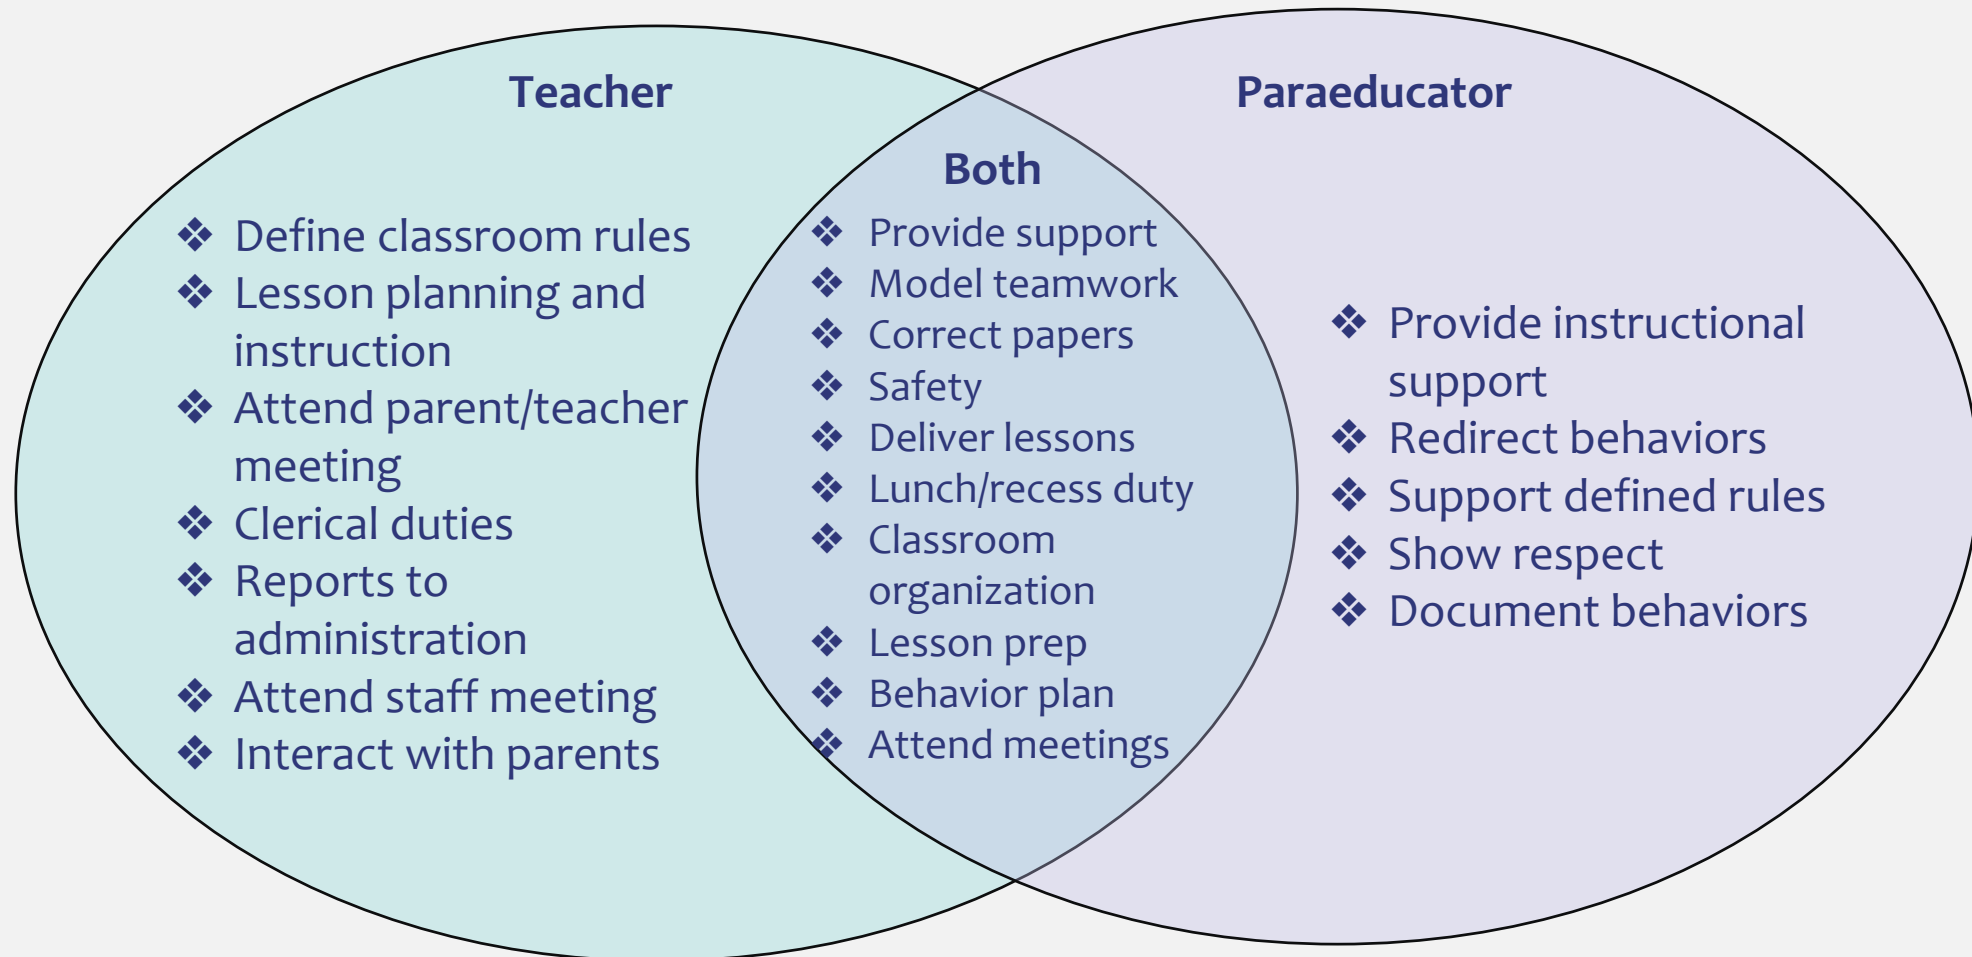 Teacher
❖ Define classroom rules
❖ Lesson planning and
instruction
❖ Attend parent/teacher
meeting
❖ Clerical duties
❖ Reports to
administration
❖ Attend staff meeting
❖ Interact with parents
Both
❖ Provide support
❖ Model teamwork
❖ Correct papers
❖ Safety
❖ Deliver lessons
❖ Lunch/recess duty
❖ Classroom
organization
❖ Lesson prep
❖ Behavior plan
❖ Attend meetings
Paraeducator
❖ Provide instructional
support
❖ Redirect behaviors
❖ Support defined rules
❖ Show respect
❖ Document behaviors